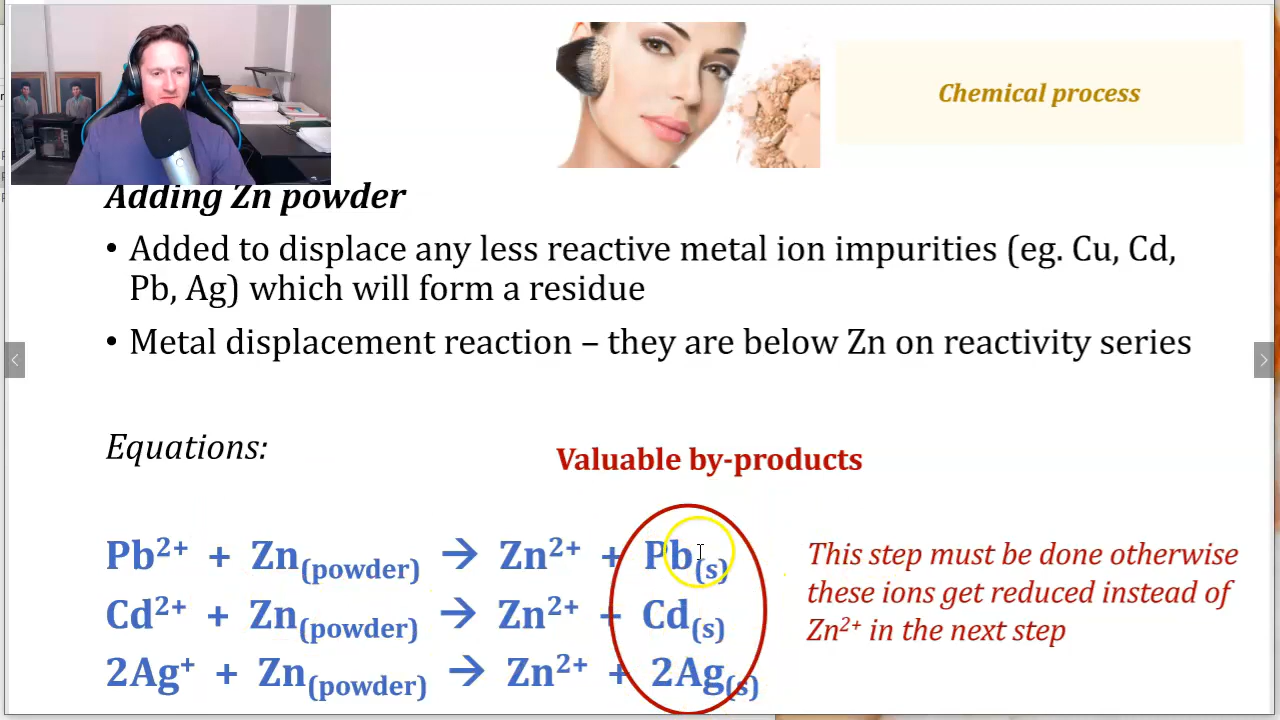 Chemical process
Adding Zn powder
• Added to displace any less reactive metal ion impurities (eg. Cu, Cd,
Pb, Ag) which will form a residue
• Metal displacement reaction – they are below Zn on reactivity series
Equations:
Valuable by-products
Pb²⁺ + Zn₍powder₎ → Zn²⁺ + Pb₍s₎
Cd²⁺ + Zn₍powder₎ → Zn²⁺ + Cd₍s₎
2Ag⁺ + Zn₍powder₎ → Zn²⁺ + 2Ag₍s₎
This step must be done otherwise
these ions get reduced instead of
Zn²⁺ in the next step